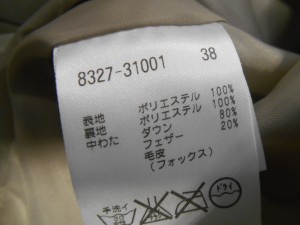 8327-31001 38
表地 ポリエステル 100%
裏地 ポリエステル 100%
中わた ダウン 80%
フェザー 20%
毛皮
(フォックス)
手洗イ
30
ドライ